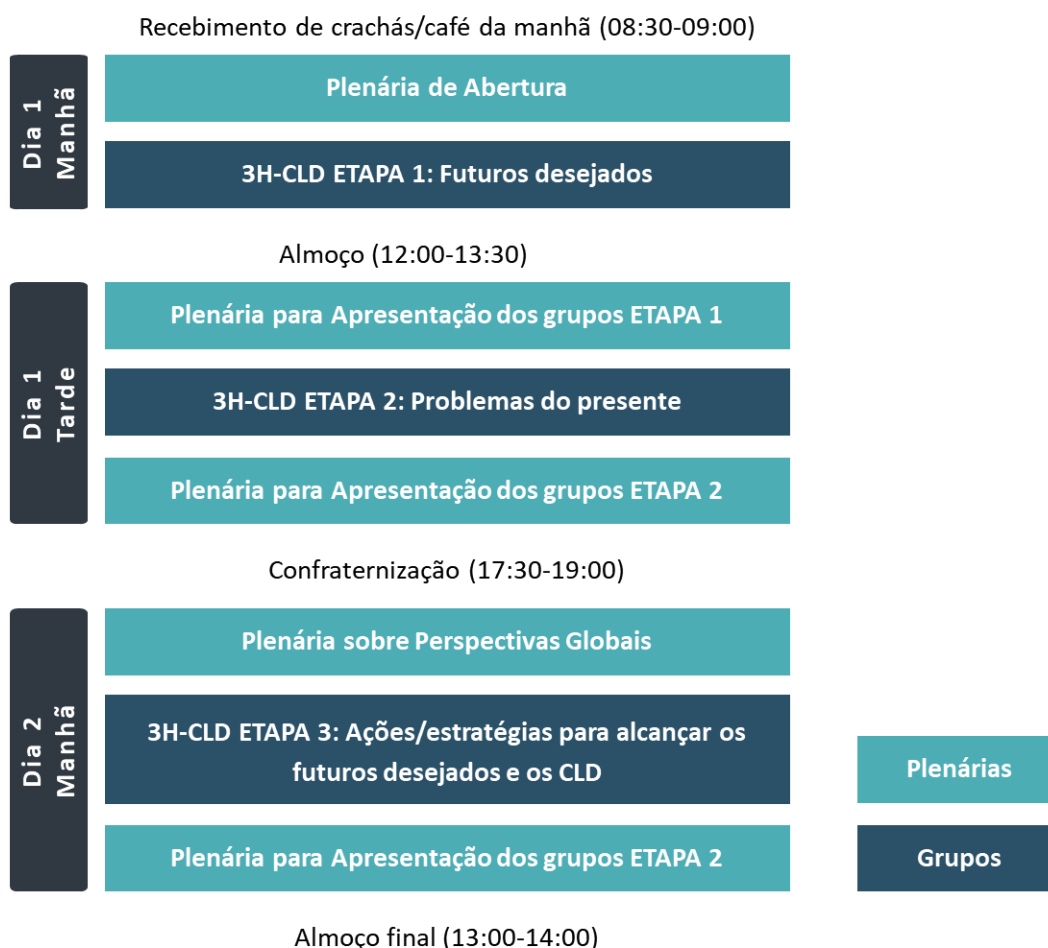 Recebimento de crachás/café da manhã (08:30-09:00)
Dia 1
Manhã
Plenária de Abertura
3H-CLD ETAPA 1: Futuros desejados
Almoço (12:00-13:30)
Dia 1
Tarde
Plenária para Apresentação dos grupos ETAPA 1
3H-CLD ETAPA 2: Problemas do presente
Plenária para Apresentação dos grupos ETAPA 2
Confraternização (17:30-19:00)
Dia 2
Manhã
Plenária sobre Perspectivas Globais
3H-CLD ETAPA 3: Ações/estratégias para alcançar os
futuros desejados e os CLD
Plenária para Apresentação dos grupos ETAPA 2
Almoço final (13:00-14:00)
Plenárias
Grupos